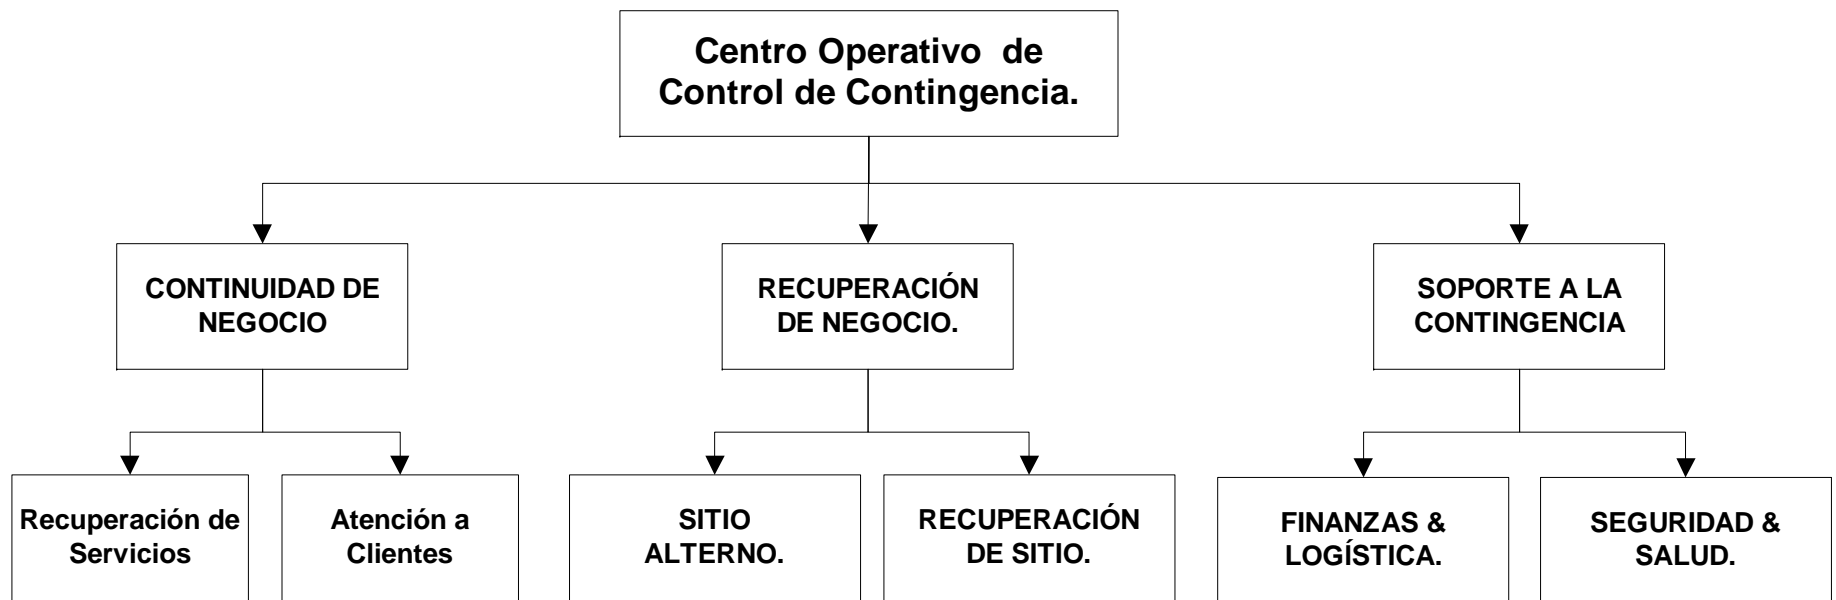 Centro Operativo de
Control de Contingencia.
CONTINUIDAD DE
NEGOCIO
RECUPERACIÓN
DE NEGOCIO.
SOPORTE A LA
CONTINGENCIA
Recuperación de
Servicios
Atención a
Clientes
SITIO
ALTERNO.
RECUPERACIÓN
DE SITIO.
FINANZAS &
LOGÍSTICA.
SEGURIDAD &
SALUD.